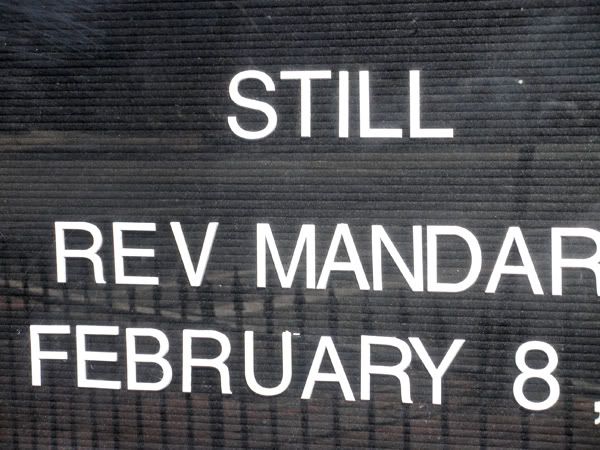 STILL
REV MANDAR
FEBRUARY 8,